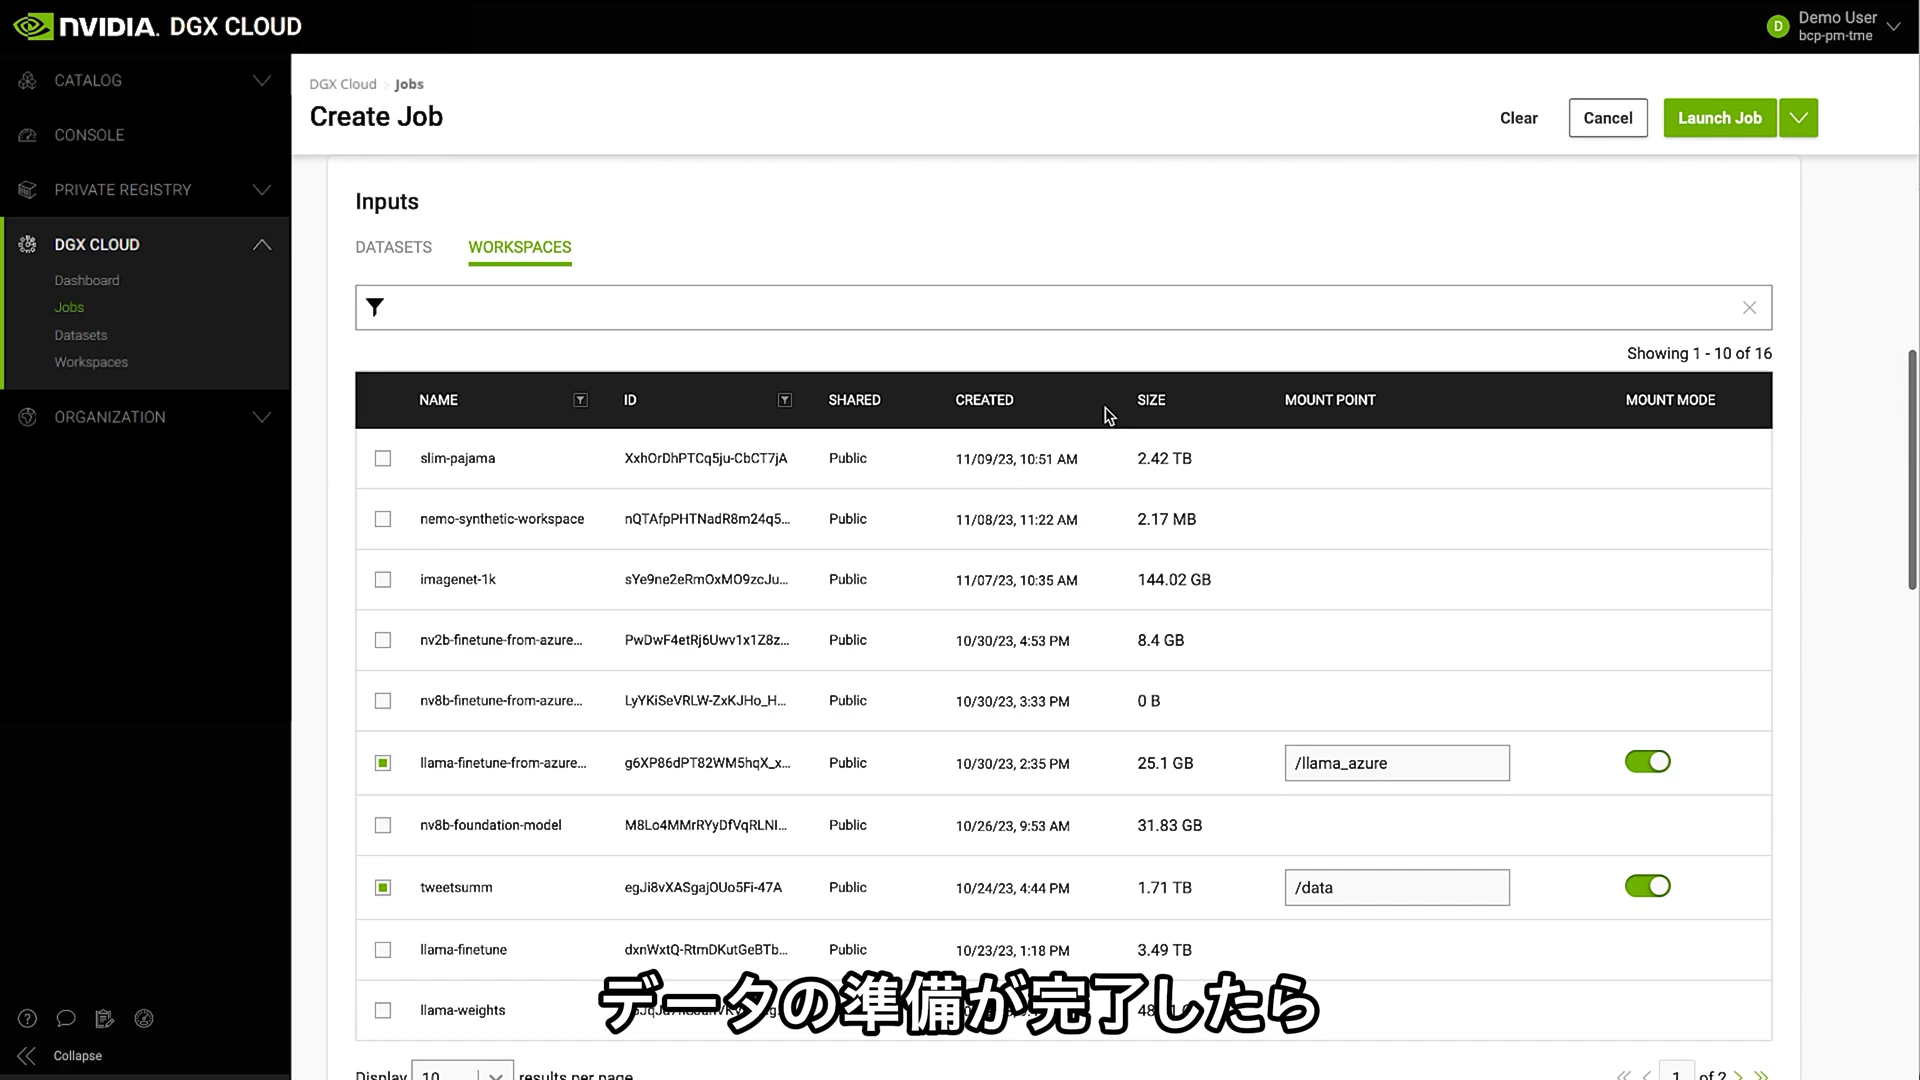 NVIDIA. DGX CLOUD
D
Demo User
bcp-pm-tme
CATALOG
CONSOLE
PRIVATE REGISTRY
DGX CLOUD
Dashboard
Jobs
Datasets
Workspaces
ORGANIZATION
Collapse
DGX Cloud > Jobs
Create Job
Clear
Cancel
Launch Job
Inputs
DATASETS
WORKSPACES
Showing 1 - 10 of 16
NAME ID SHARED CREATED SIZE MOUNT POINT MOUNT MODE
slim-pajama XxhOrDhPTCq5ju-CbCT7jA Public 11/09/23, 10:51 AM 2.42 TB
nemo-synthetic-workspace nQTAfpPHTNadR8m24q5... Public 11/08/23, 11:22 AM 2.17 MB
imagenet-1k sYe9ne2eRmOxMO9zcJu... Public 11/07/23, 10:35 AM 144.02 GB
nv2b-finetune-from-azure... PwDwF4etRj6Uwv1x1Z8z... Public 10/30/23, 4:53 PM 8.4 GB
nv8b-finetune-from-azure... LyYKiSeVRLW-ZxKJHo_H... Public 10/30/23, 3:33 PM 0 B
llama-finetune-from-azure... g6XP86dPT82WM5hqX_x... Public 10/30/23, 2:35 PM 25.1 GB /llama_azure
nv8b-foundation-model M8Lo4MMrRYyDfVqRLNI... Public 10/26/23, 9:53 AM 31.83 GB
tweetsumm egJi8vXASgajOUo5Fi-47A Public 10/24/23, 4:44 PM 1.71 TB /data
llama-finetune dxnWxtQ-RtmDKutGeBTb... Public 10/23/23, 1:18 PM 3.49 TB
llama-weights
データの準備が完了したら
Display 10 results per page
1 of 2